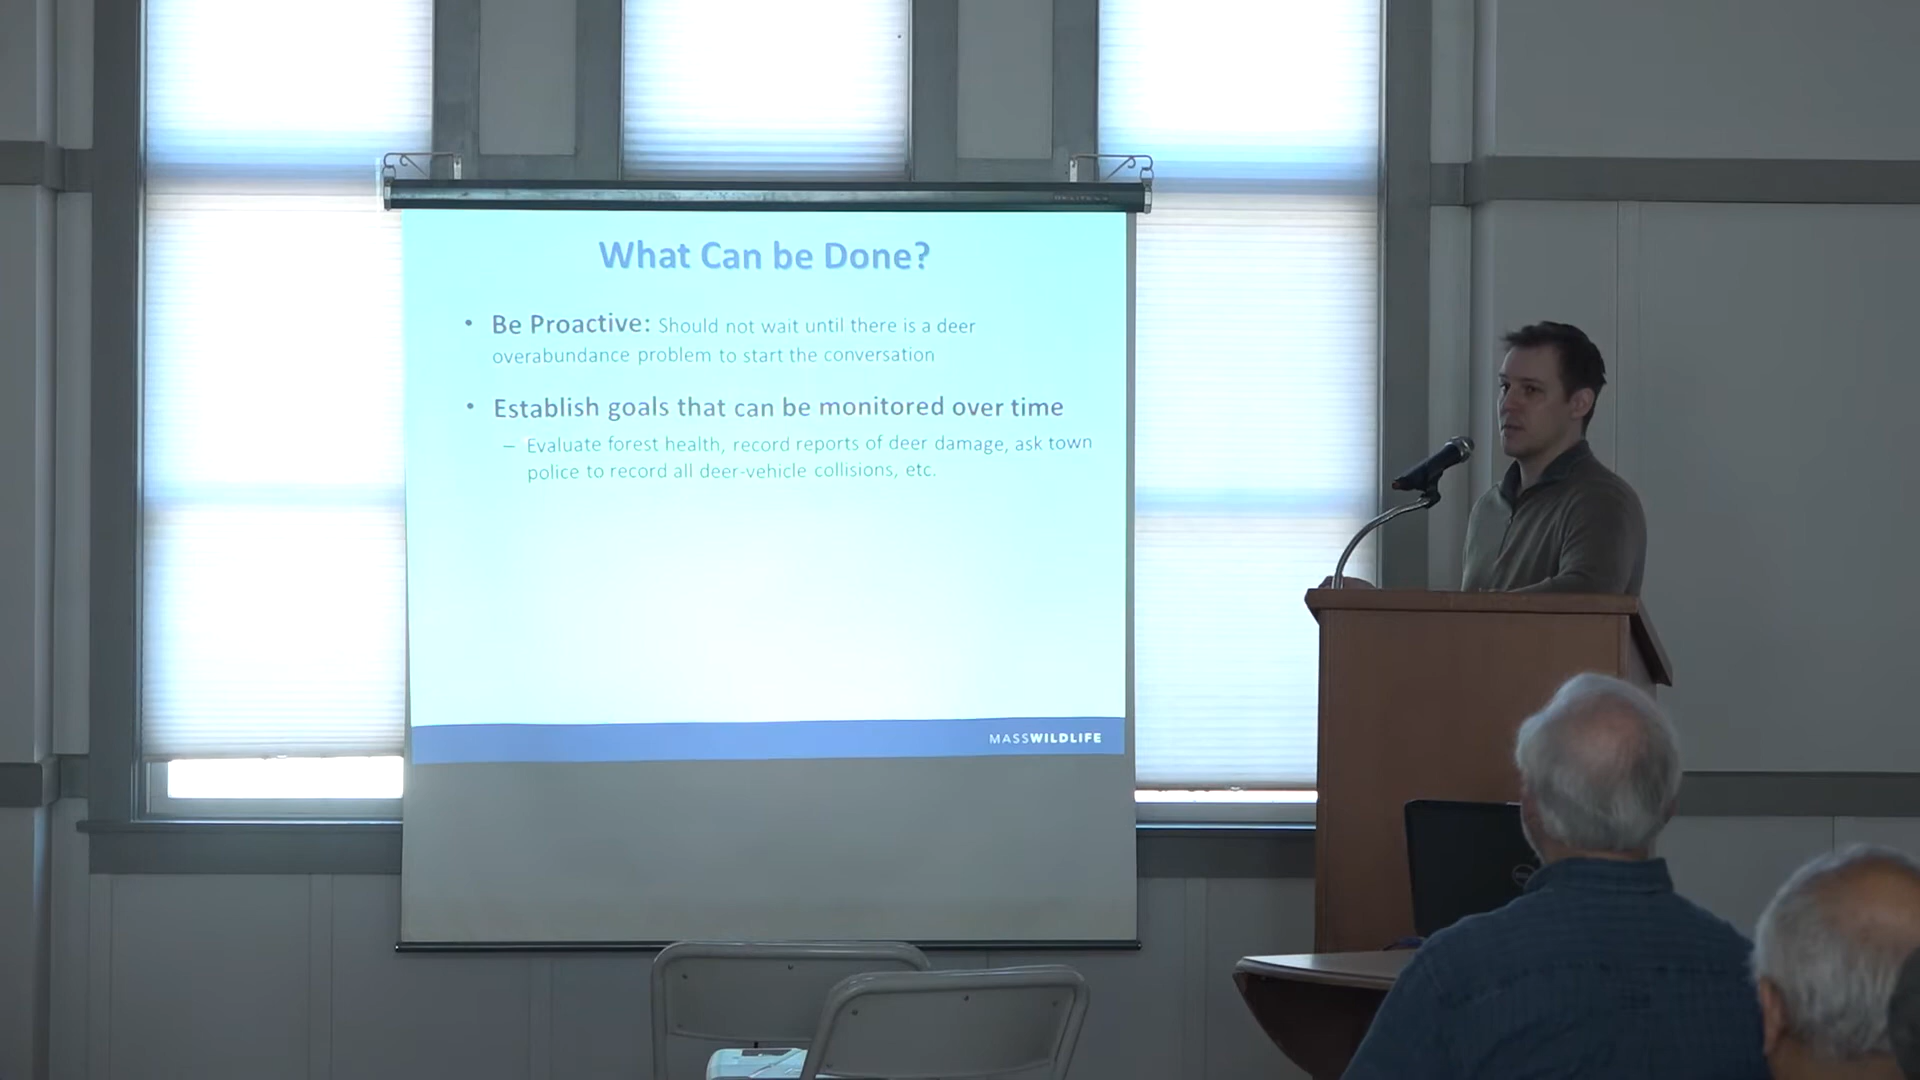 What Can be Done?
• Be Proactive: Should not wait until there is a deer
overabundance problem to start the conversation
• Establish goals that can be monitored over time
– Evaluate forest health, record reports of deer damage, ask town
police to record all deer-vehicle collisions, etc.
MASSWILDLIFE